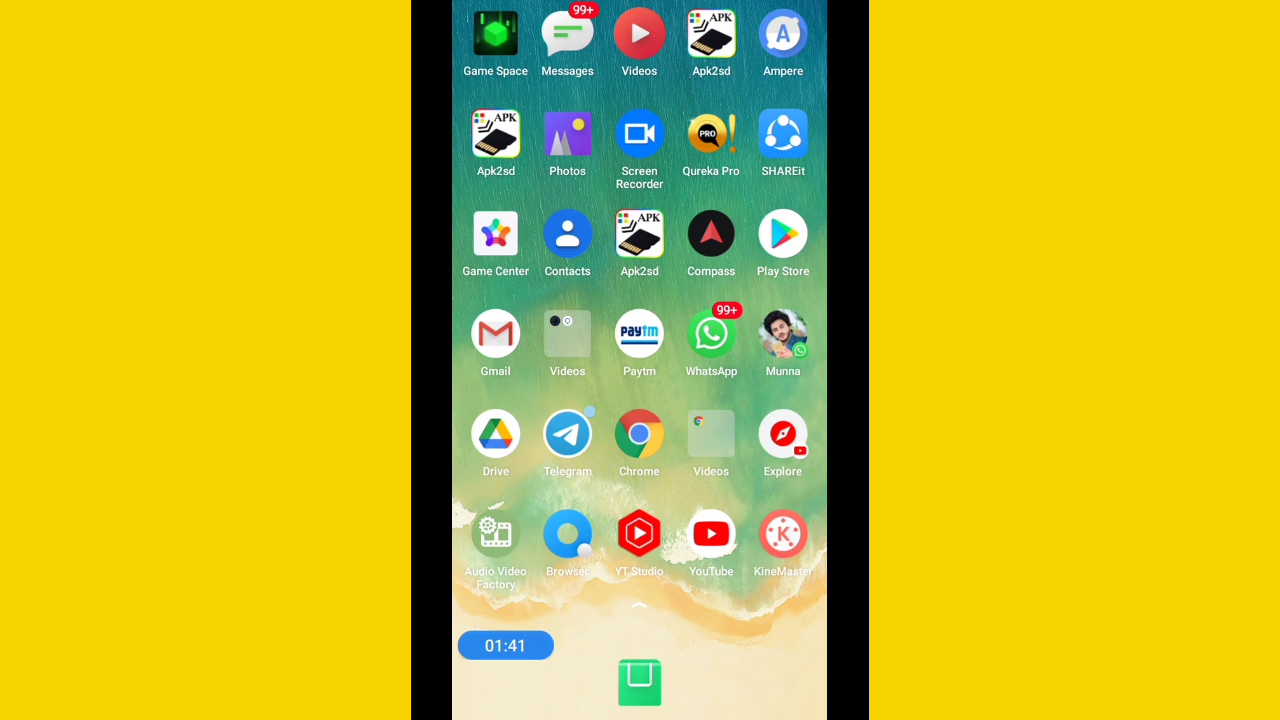 99+
APK
A
Game Space
Messages
Videos
Apk2sd
Ampere
APK
PRO
Apk2sd
Photos
Screen
Recorder
Qureka Pro
SHAREit
APK
Game Center
Contacts
Apk2sd
Compass
Play Store
99+
paytm
Gmail
Videos
Paytm
WhatsApp
Munna
Drive
Telegram
Chrome
Videos
Explore
K
Audio Video
Factory
Browser
YT Studio
YouTube
KineMaster
01:41